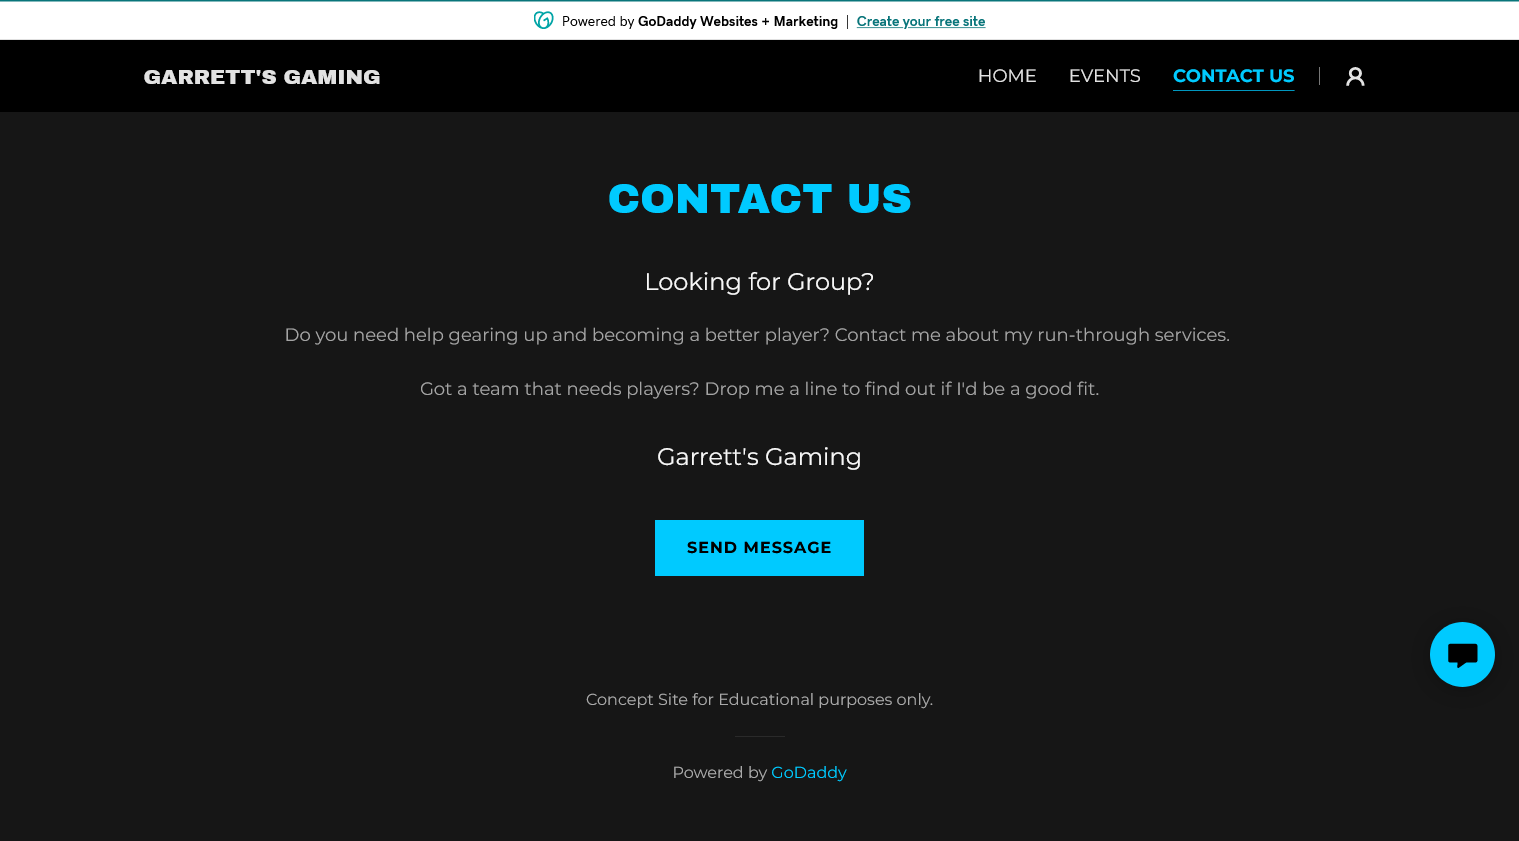 Powered by GoDaddy Websites + Marketing | Create your free site
GARRETT'S GAMING
HOME EVENTS CONTACT US
CONTACT US
Looking for Group?
Do you need help gearing up and becoming a better player? Contact me about my run-through services.
Got a team that needs players? Drop me a line to find out if I'd be a good fit.
Garrett's Gaming
SEND MESSAGE
Concept Site for Educational purposes only.
Powered by GoDaddy